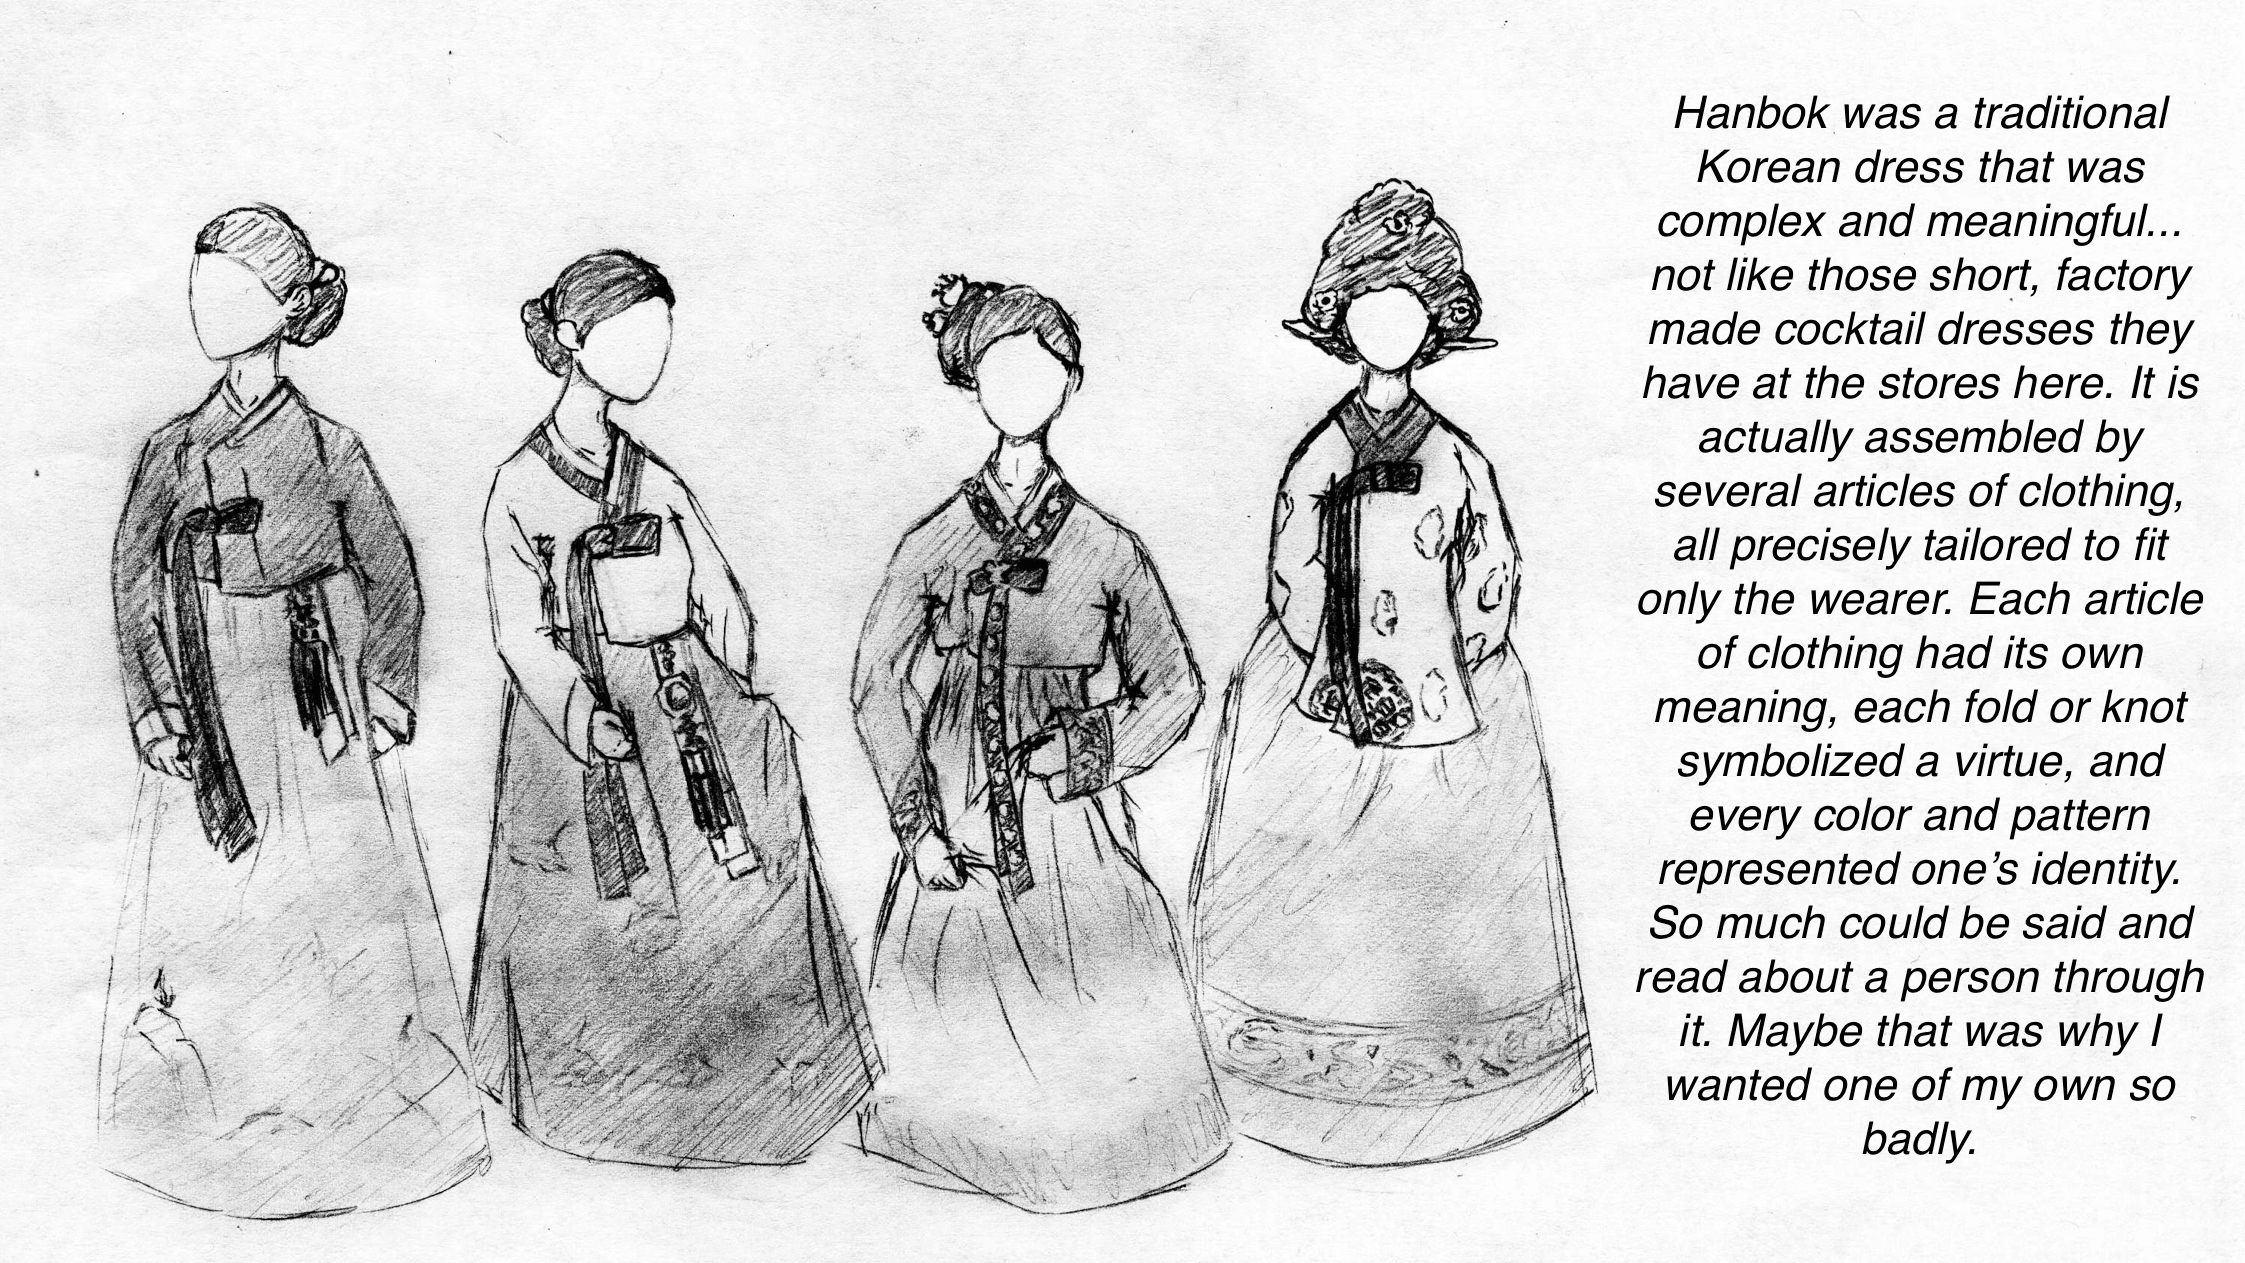 Hanbok was a traditional
Korean dress that was
complex and meaningful...
not like those short, factory
made cocktail dresses they
have at the stores here. It is
actually assembled by
several articles of clothing,
all precisely tailored to fit
only the wearer. Each article
of clothing had its own
meaning, each fold or knot
symbolized a virtue, and
every color and pattern
represented one’s identity.
So much could be said and
read about a person through
it. Maybe that was why I
wanted one of my own so
badly.